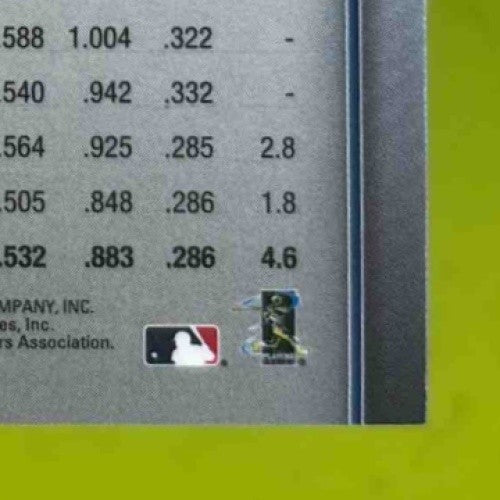 .588 1.004 .322 -
.540 .942 .332 -
.564 .925 .285 2.8
.505 .848 .286 1.8
.532 .883 .286 4.6
MPANY, INC.
es, Inc.
rs Association.